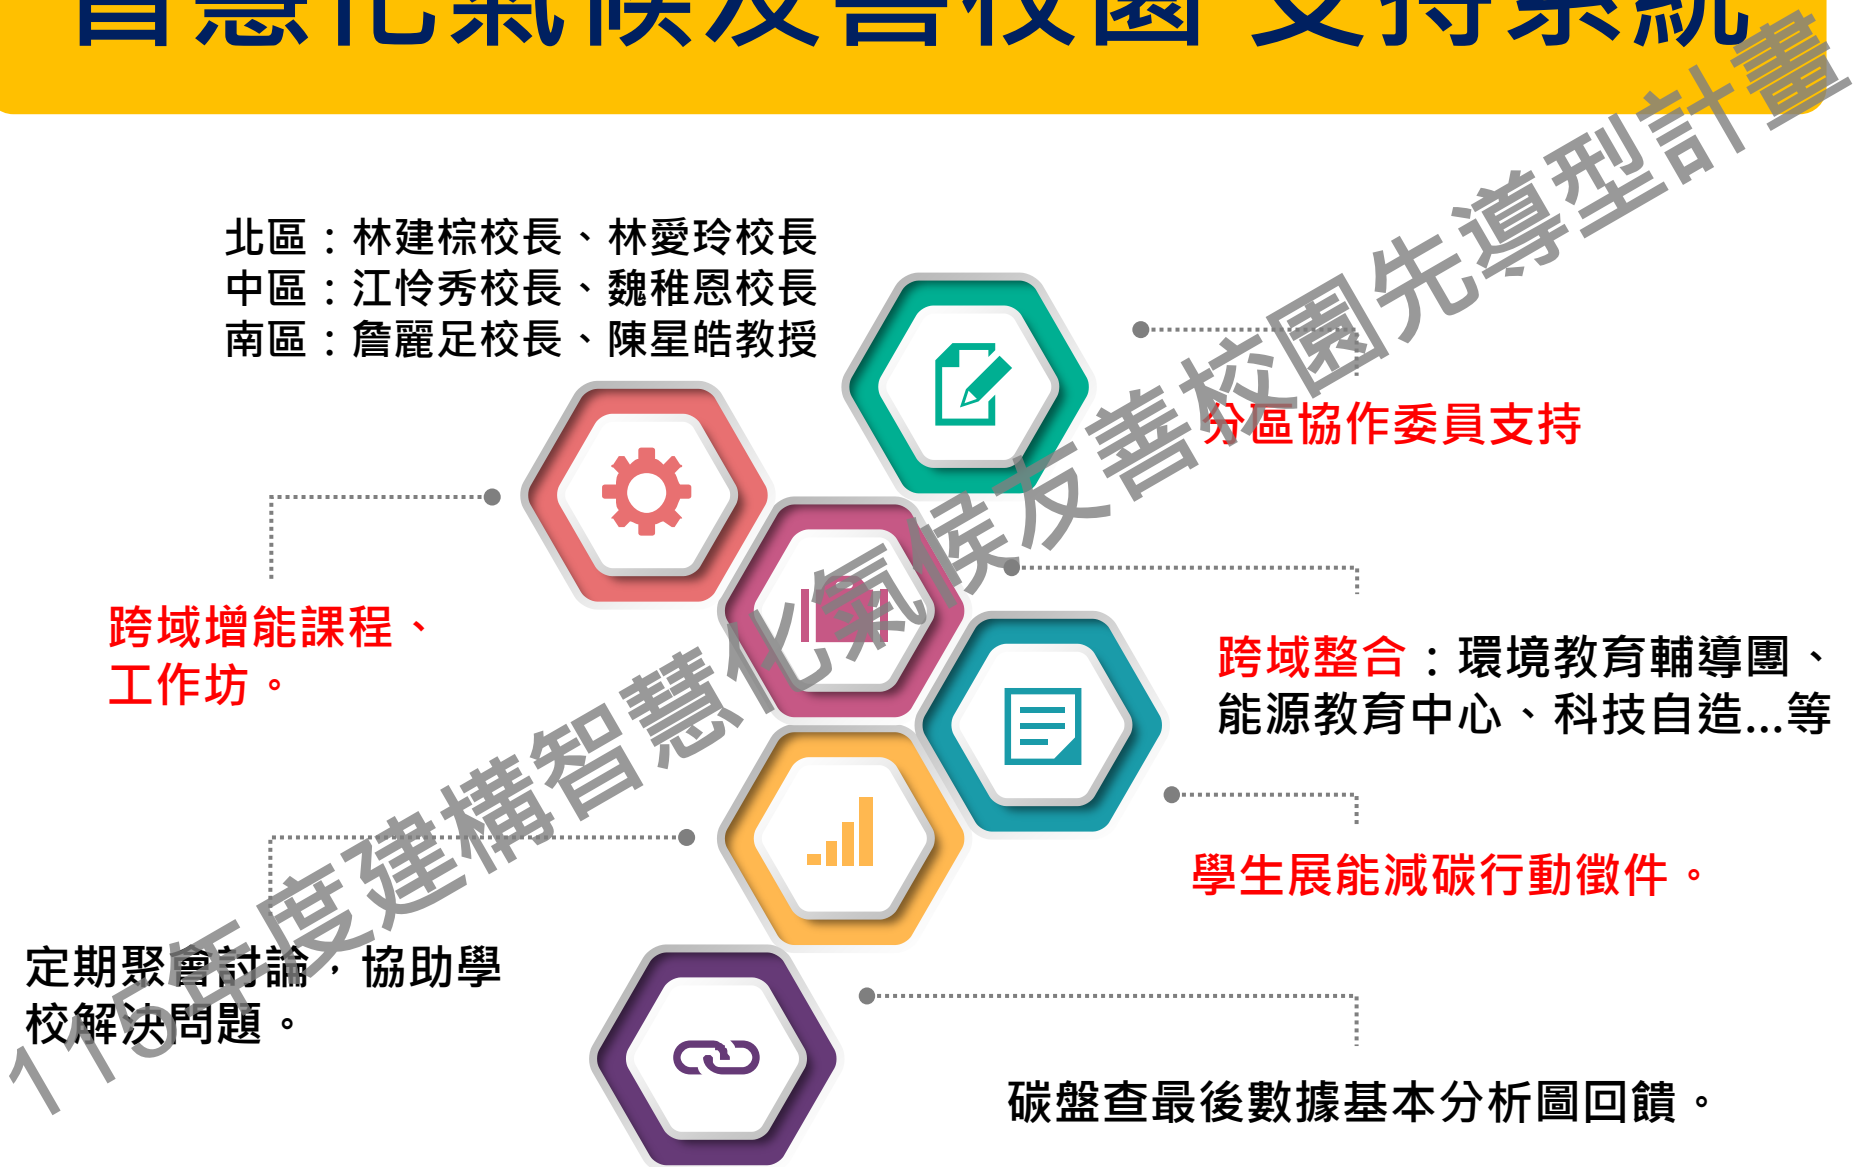 智慧化氣候友善校園 支持系統
北區：林建棕校長、林愛玲校長
中區：江怜秀校長、魏稚恩校長
南區：詹麗足校長、陳星皓教授
分區協作委員支持
跨域增能課程、
工作坊。
跨域整合：環境教育輔導團、
能源教育中心、科技自造...等
學生展能減碳行動徵件。
定期聚會討論，協助學
校解決問題。
碳盤查最後數據基本分析圖回饋。
115年度建構智慧化氣候友善校園先導型計畫